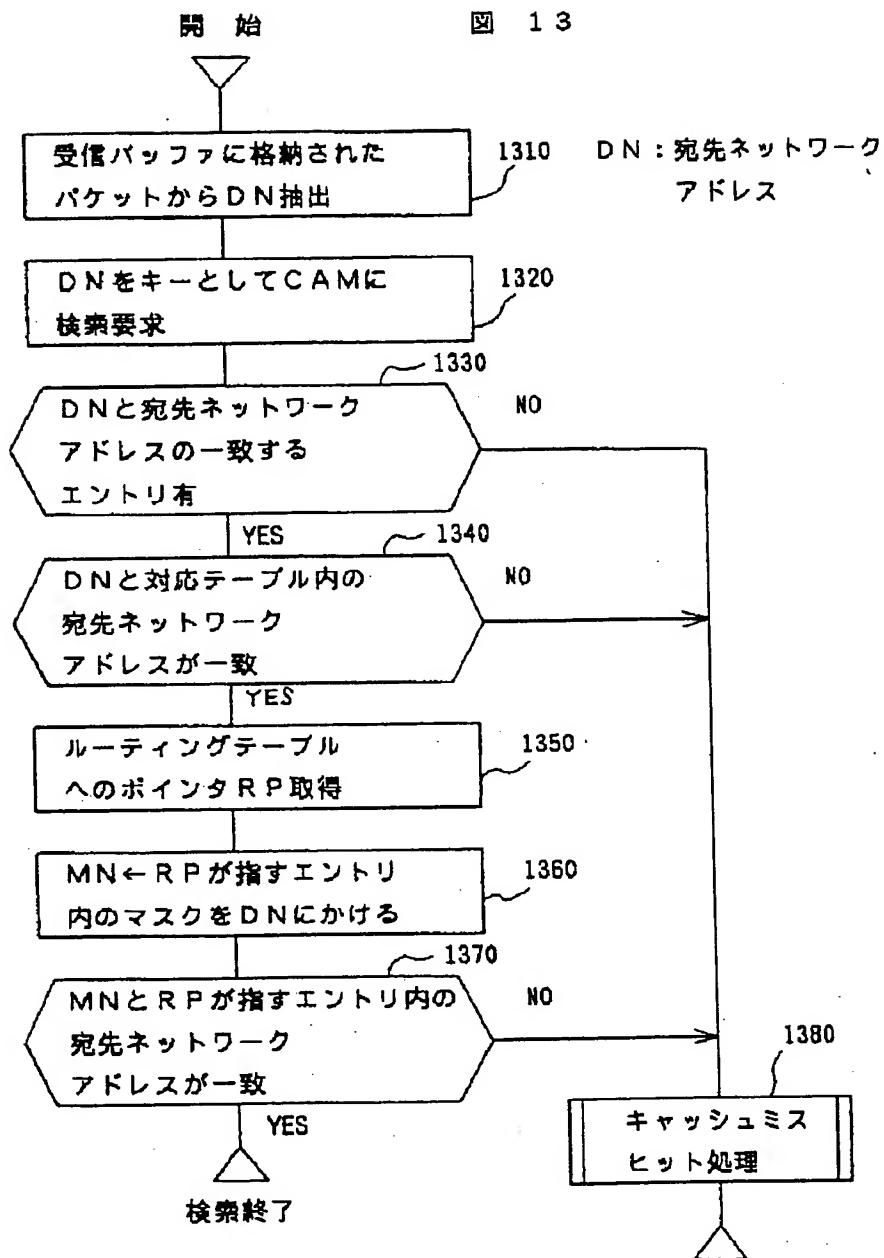 開 始
図 13
受信バッファに格納された
パケットからDN抽出
1310
DN:宛先ネットワーク
アドレス
DNをキーとしてCAMに
検索要求
1320
1330
DNと宛先ネットワーク
アドレスの一致する
エントリ有
NO
YES
1340
DNと対応テーブル内の
宛先ネットワーク
アドレスが一致
NO
YES
ルーティングテーブル
へのポインタRP取得
1350
MN←RPが指すエントリ
内のマスクをDNにかける
1360
1370
MNとRPが指すエントリ内の
宛先ネットワーク
アドレスが一致
NO
YES
検索終了
1380
キャッシュミス
ヒット処理